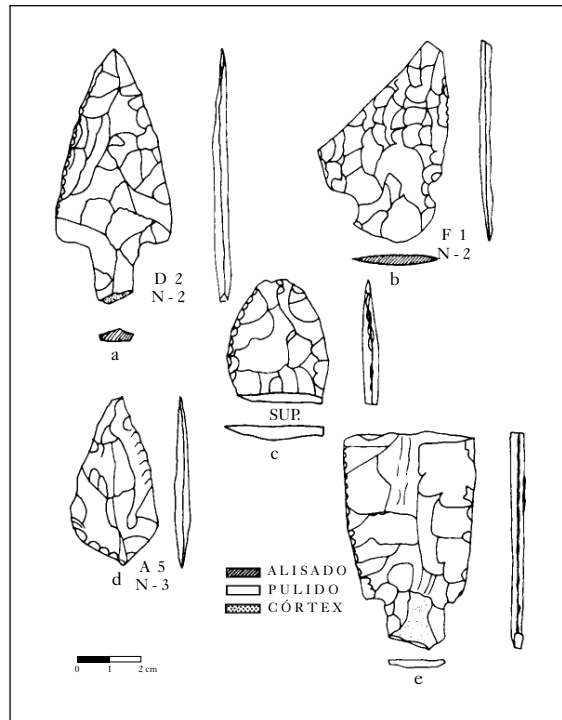 D 2
N - 2
a
F 1
N - 2
b
SUP.
c
A 5
N - 3
d
ALISADO
PULIDO
CÓRTEX
0 1 2 cm
e